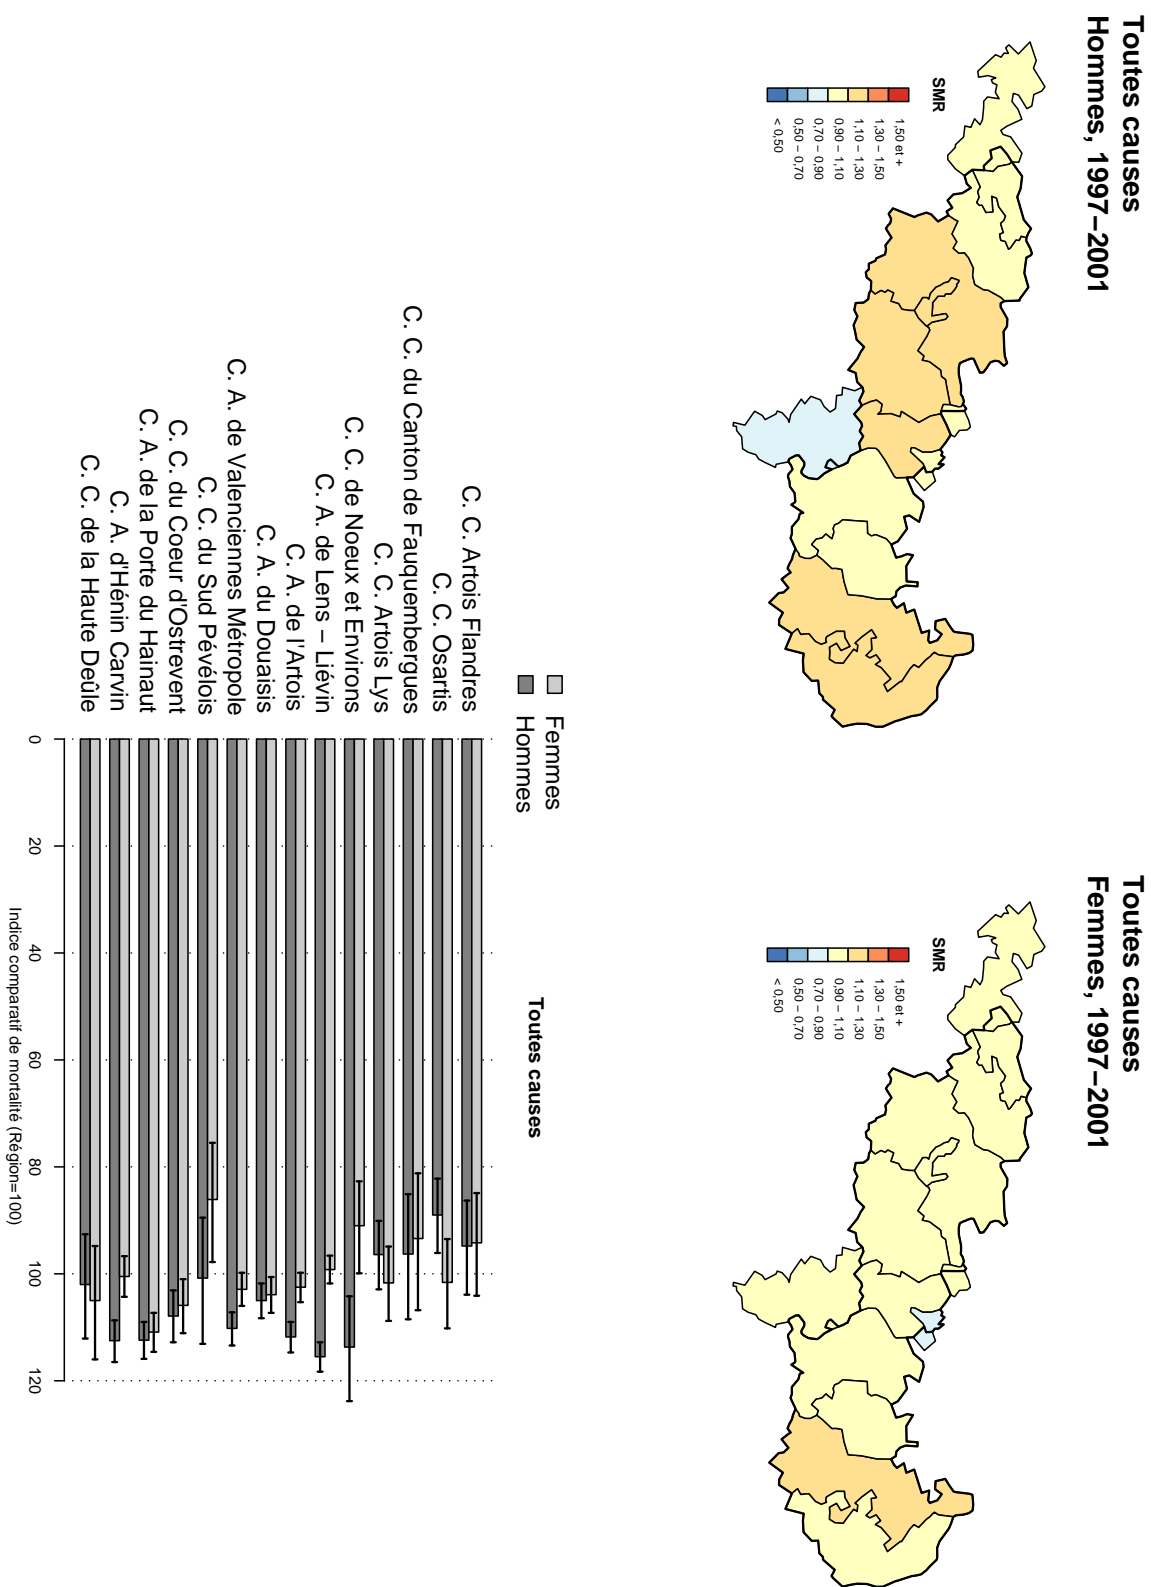 Toutes causes
Hommes, 1997−2001
SMR
1,50 et +
1,30 − 1,50
1,10 − 1,30
0,90 − 1,10
0,70 − 0,90
0,50 − 0,70
< 0,50
Toutes causes
Femmes, 1997−2001
SMR
1,50 et +
1,30 − 1,50
1,10 − 1,30
0,90 − 1,10
0,70 − 0,90
0,50 − 0,70
< 0,50
Toutes causes
Femmes
Hommes
C. C. Artois Flandres
C. C. Osartis
C. C. du Canton de Fauquembergues
C. C. Artois Lys
C. C. de Noeux et Environs
C. A. de Lens − Liévin
C. A. de l'Artois
C. A. du Douaisis
C. A. de Valenciennes Métropole
C. C. du Sud Pévélois
C. C. du Coeur d'Ostrevent
C. A. de la Porte du Hainaut
C. A. d'Hénin Carvin
C. C. de la Haute Deûle
0 20 40 60 80 100 120
Indice comparatif de mortalité (Région=100)